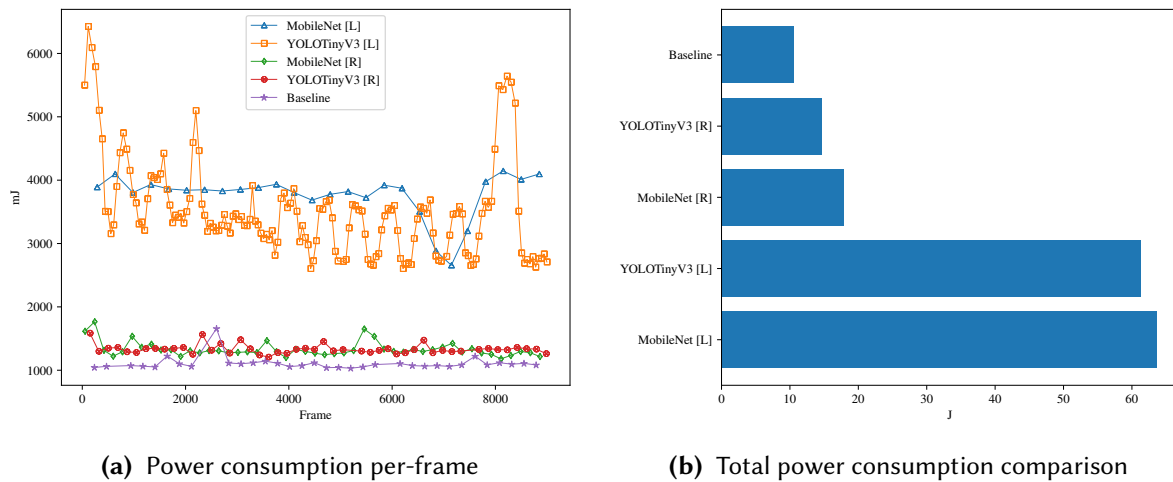 6000
5000
4000
3000
2000
1000
mJ
0
2000
4000
6000
8000
Frame
MobileNet [L]
YOLOTinyV3 [L]
MobileNet [R]
YOLOTinyV3 [R]
Baseline
(a) Power consumption per-frame
Baseline
YOLOTinyV3 [R]
MobileNet [R]
YOLOTinyV3 [L]
MobileNet [L]
0
10
20
30
40
50
60
J
(b) Total power consumption comparison